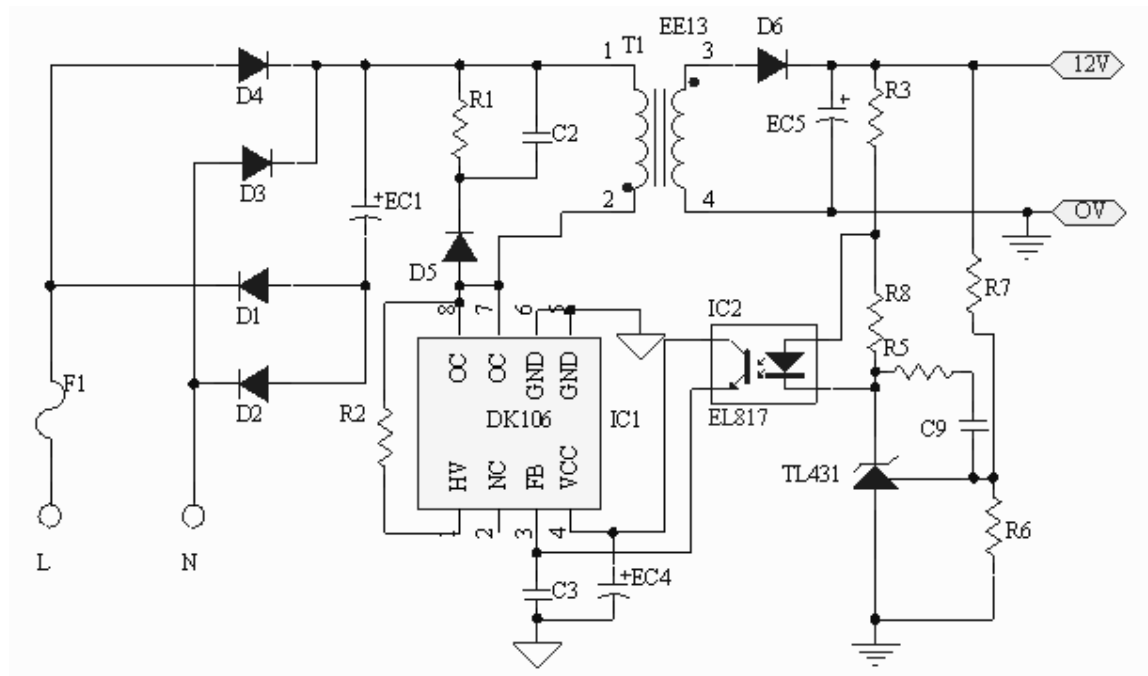 EE13
D6
1
T1
3
12V
D4
R1
R3
C2
EC5
D3
2
4
+EC1
OV
D5
D1
8
7
6
5
IC2
R8
R7
F1
OC
OC
GND
GND
R5
D2
R2
DK106
IC1
EL817
C9
HV
NC
FB
VCC
TL431
1
2
3
4
R6
L
N
C3
+EC4